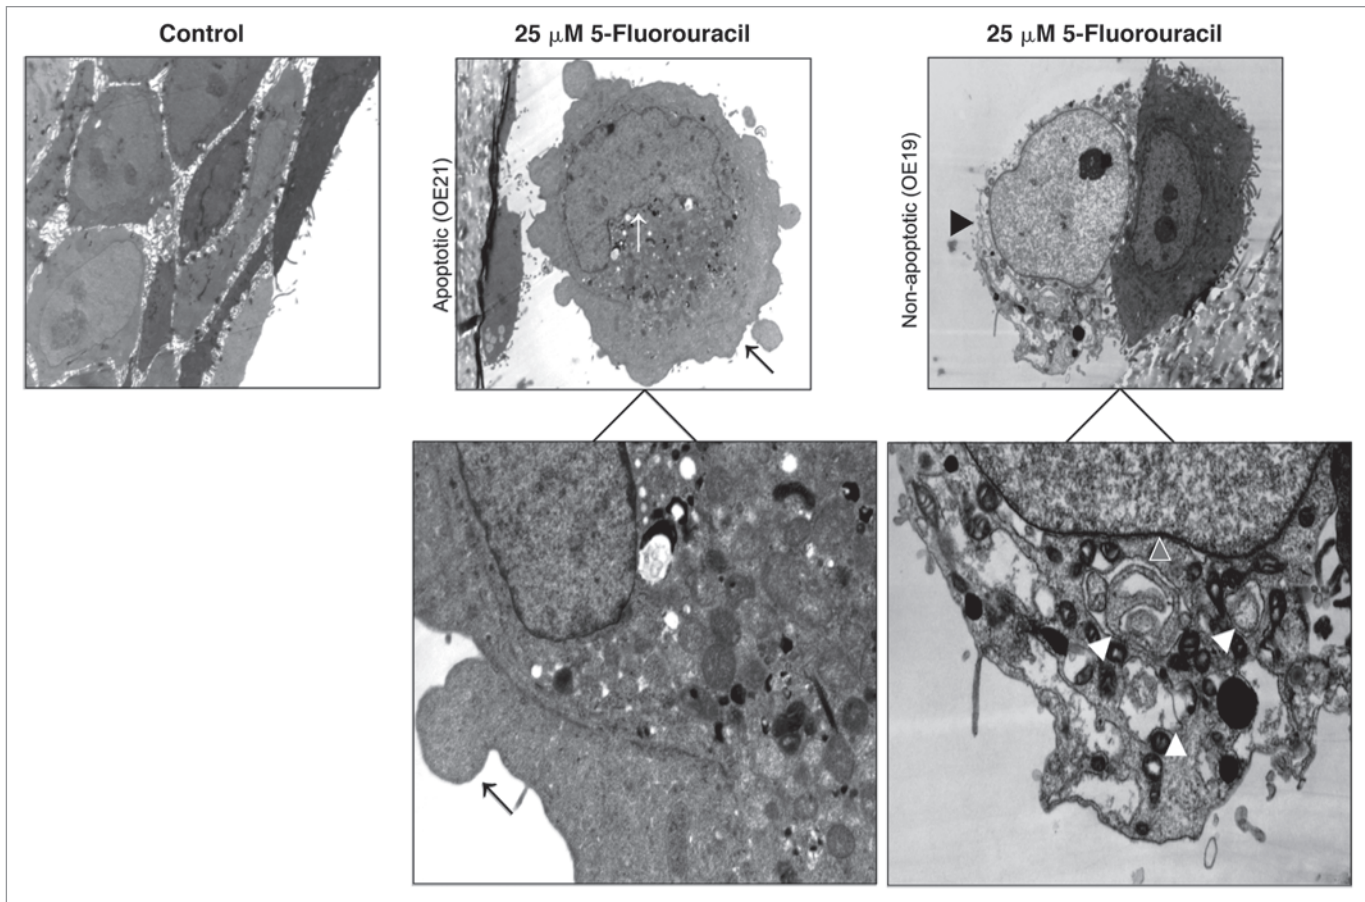 Control
25 μM 5-Fluorouracil
25 μM 5-Fluorouracil
Apoptotic (OE21)
Non-apoptotic (OE19)